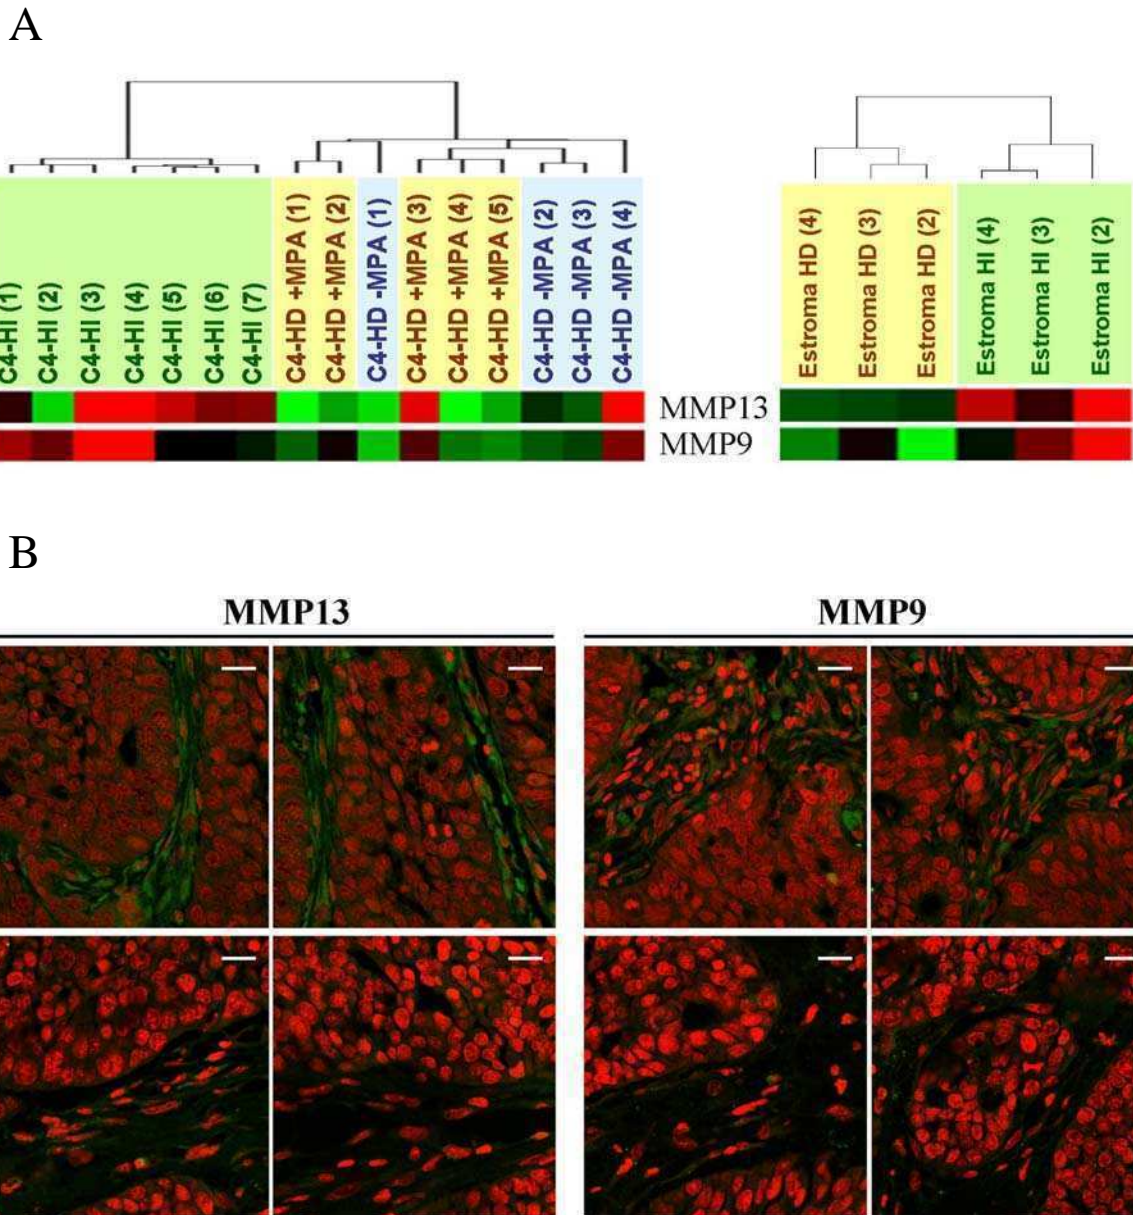 A
C4-HI (1)
C4-HI (2)
C4-HI (3)
C4-HI (4)
C4-HI (5)
C4-HI (6)
C4-HI (7)
C4-HD +MPA (1)
C4-HD +MPA (2)
C4-HD -MPA (1)
C4-HD +MPA (3)
C4-HD +MPA (4)
C4-HD +MPA (5)
C4-HD -MPA (2)
C4-HD -MPA (3)
C4-HD -MPA (4)
Estroma HD (4)
Estroma HD (3)
Estroma HD (2)
Estroma HI (4)
Estroma HI (3)
Estroma HI (2)
MMP13
MMP9
B
MMP13
MMP9